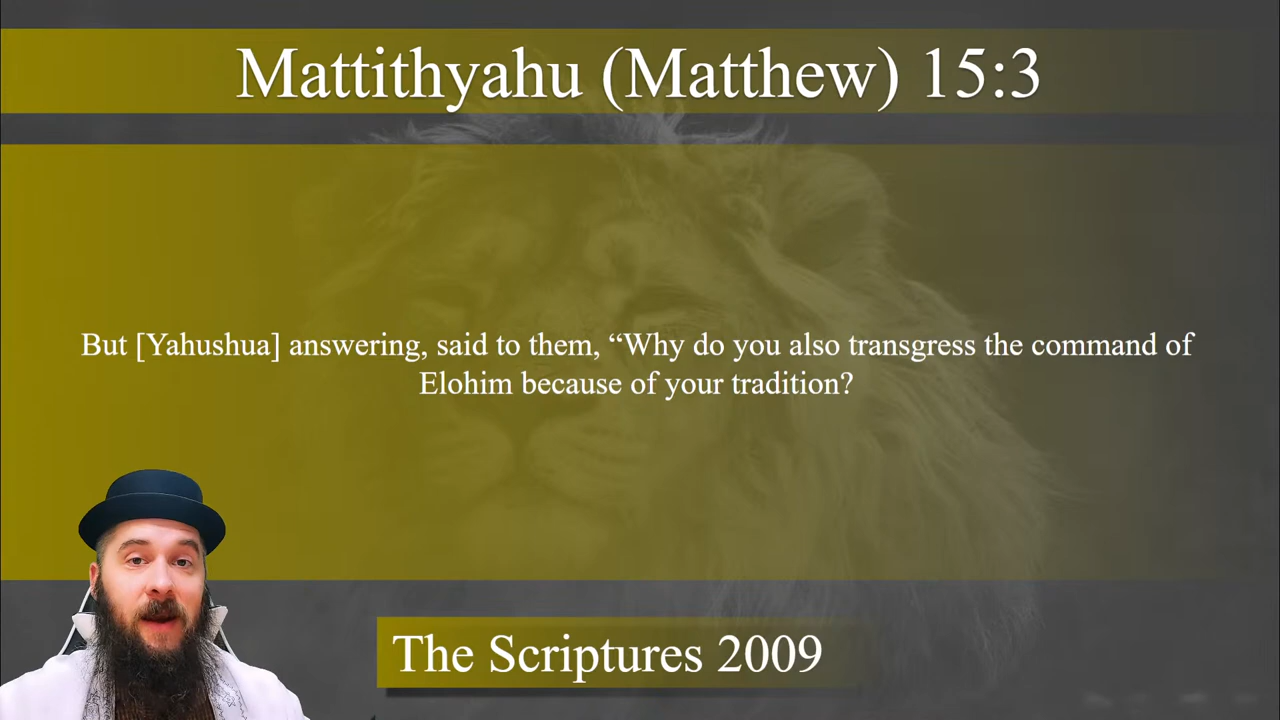 Mattithyahu (Matthew) 15:3
But [Yahushua] answering, said to them, “Why do you also transgress the command of
Elohim because of your tradition?
The Scriptures 2009